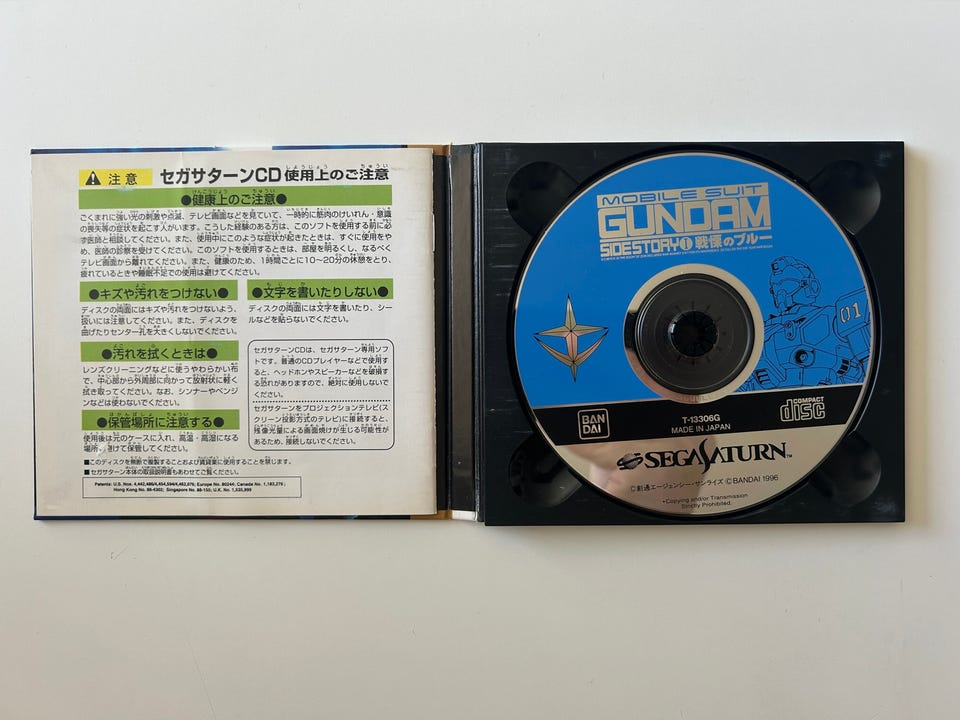 注意
セガサターンCD使用上のご注意
●健康上のご注意●
ごくまれに強い光の刺激や点滅、テレビ画面などを見ていて、一時的に筋肉のけいれん・意識
の喪失等の症状を起こす人がいます。こうした経験のある方は、このソフトを使用する前に必
ず医師と相談してください。また、使用中にこのような症状が起きたときは、すぐに使用をや
め、医師の診察を受けてください。このソフトを使用するときは、部屋を明るくし、なるべく
テレビ画面から離れてください。また、健康のため、1時間ごとに10〜20分の休憩をとり、
疲れているときや睡眠不足での使用は避けてください。
●キズや汚れをつけない●
ディスクの両面にはキズや汚れをつけないよう、
扱いには注意してください。また、ディスクを
曲げたりセンター孔を大きくしないでください。
●文字を書いたりしない●
ディスクの両面には文字を書いたり、シー
ルなどを貼らないでください。
●汚れを拭くときは●
レンズクリーニングなどに使うやわらかい布
で、中心部から外周部に向かって放射状に軽く
拭き取ってください。なお、シンナーやベンジ
ンなどは使わないでください。
●保管場所に注意する●
使用後は元のケースに入れ、高温・高湿になる
場所を避けて保管してください。
セガサターンCDは、セガサターン専用ソフ
トです。普通のCDプレイヤーなどで使用す
ると、ヘッドホンやスピーカーなどを破損す
る恐れがありますので、絶対に使用しないで
ください。
セガサターンをプロジェクションテレビ(ス
クリーン投影方式のテレビ)に接続すると、
残像光量による画面焼けが生じる可能性が
あるため、接続しないでください。
■このディスクを無断で複製することおよび賃貸業に使用することを禁じます。
■セガサターン本体の取扱説明書もあわせてご覧ください。
Patents: U.S. Nos. 4,442,486/4,454,594/4,462,076; Europe No. 80244; Canada No. 1,183,276;
Hong Kong No. 88-4302; Singapore No. 88-155; U.K. No. 1,535,999
MOBILE SUIT
GUNDAM
SIDESTORY 1 戦慄のブルー
01
BAN
DAI
T-13306G
MADE IN JAPAN
COMPACT
disc
SEGA SATURN™
©創通エージェンシー・サンライズ ©BANDAI 1996
•Copying and/or Transmission
Strictly Prohibited.